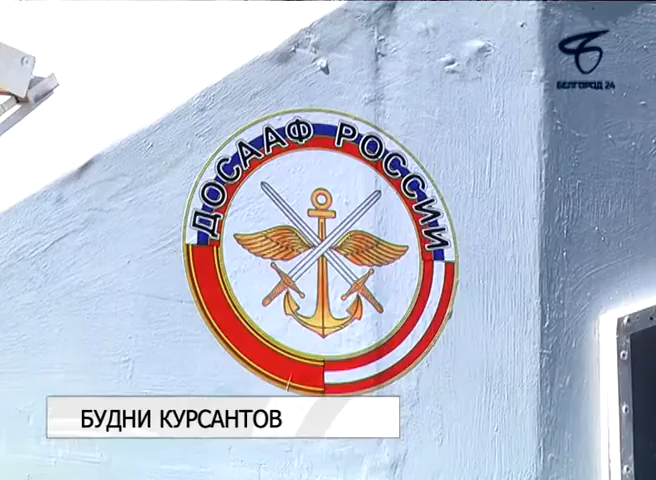 БЕЛГОРОД 24
ДОСААФ РОССИИ
БУДНИ КУРСАНТОВ